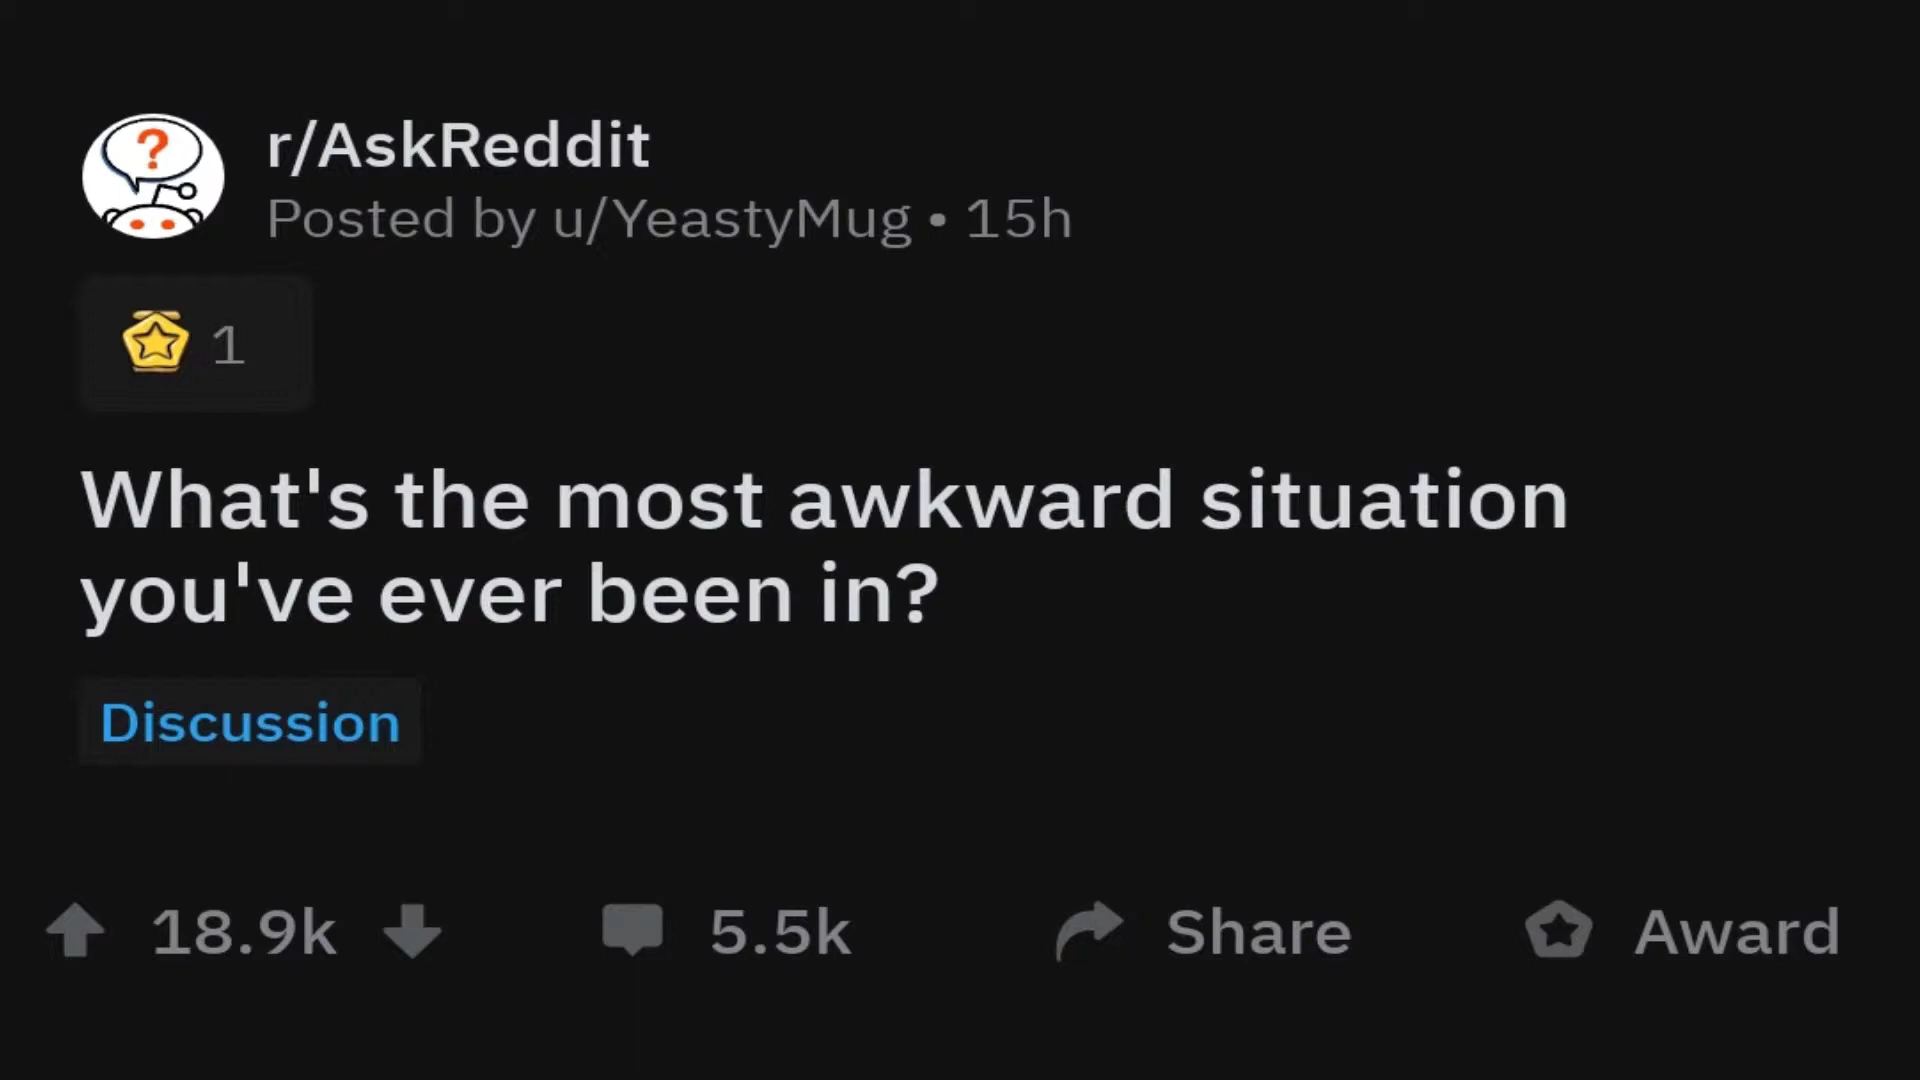 r/AskReddit
Posted by u/YeastyMug • 15h
1
What's the most awkward situation
you've ever been in?
Discussion
18.9k 5.5k Share Award